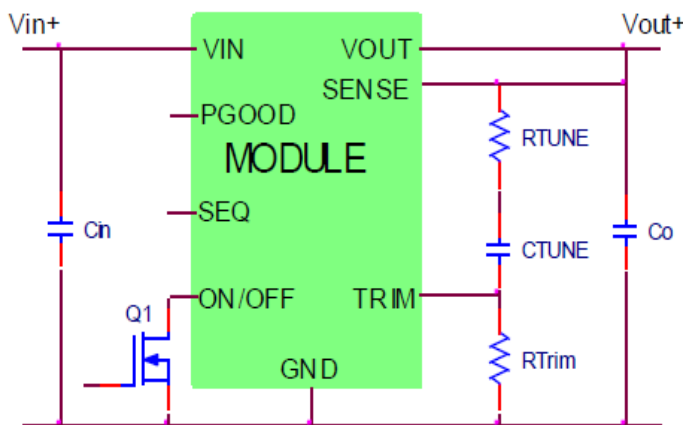 Vin+
Vout+
VIN
VOUT
SENSE
PGOOD
RTUNE
MODULE
SEQ
Cin
CTUNE
Co
ON/OFF
TRIM
Q1
GND
RTrim